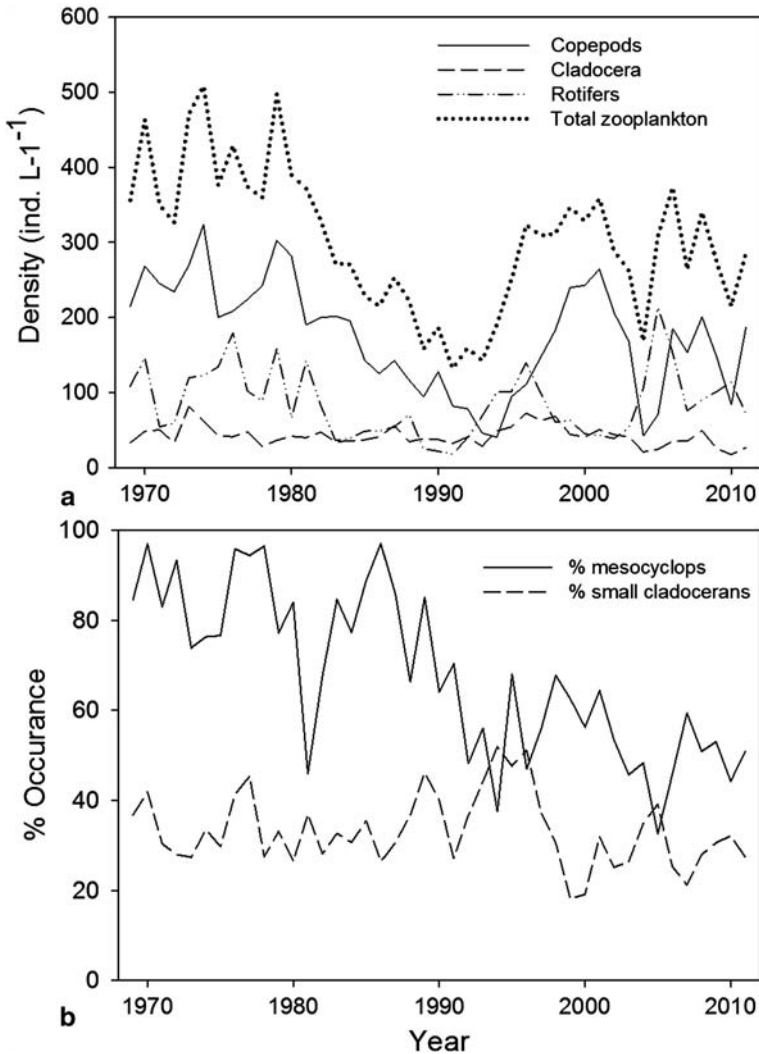 600
500
400
300
200
100
0
Density (ind. L-1⁻¹)
Copepods
Cladocera
Rotifers
Total zooplankton
1970
1980
1990
2000
2010
a
100
80
60
40
20
0
% Occurance
% mesocyclops
% small cladocerans
1970
1980
1990
2000
2010
b
Year